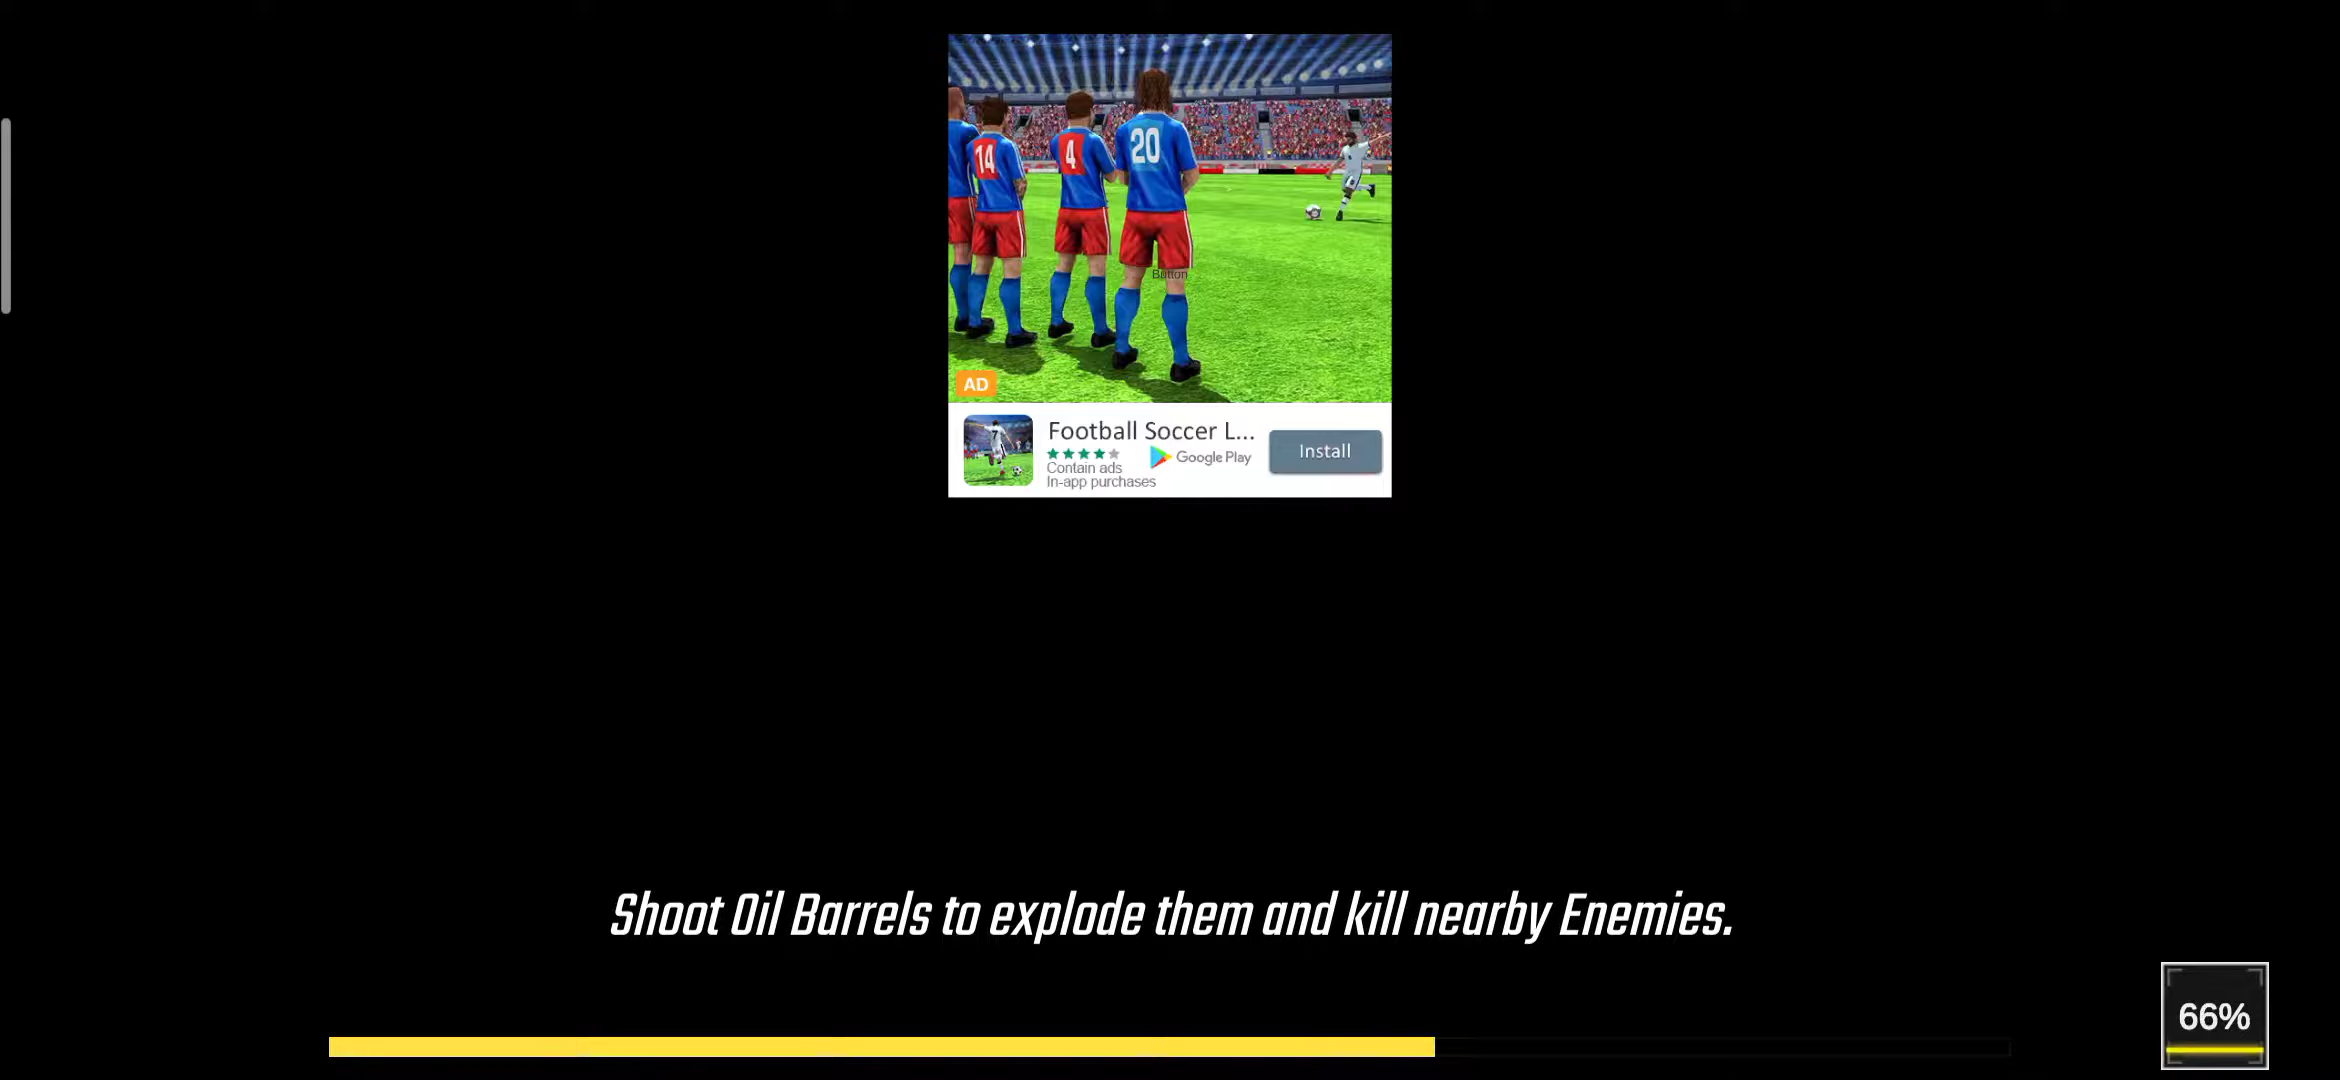 14
4
20
Button
AD
Football Soccer L...
Contain ads
Google Play
In-app purchases
Install
7
Shoot Oil Barrels to explode them and kill nearby Enemies.
66%